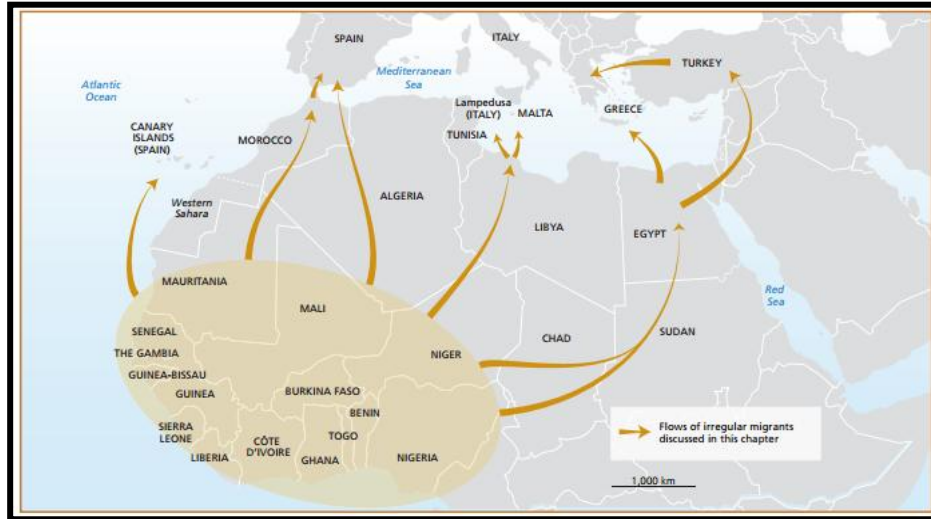 SPAIN
ITALY
TURKEY
Atlantic
Ocean
Mediterranean
Sea
Lampedusa
(ITALY)
MALTA
GREECE
CANARY
ISLANDS
(SPAIN)
MOROCCO
TUNISIA
ALGERIA
Western
Sahara
LIBYA
EGYPT
MAURITANIA
Red
Sea
MALI
SENEGAL
CHAD
SUDAN
THE GAMBIA
NIGER
GUINEA-BISSAU
GUINEA
BURKINA FASO
BENIN
SIERRA
LEONE
CÔTE
D'IVOIRE
TOGO
LIBERIA
GHANA
NIGERIA
Flows of irregular migrants
discussed in this chapter
1,000 km